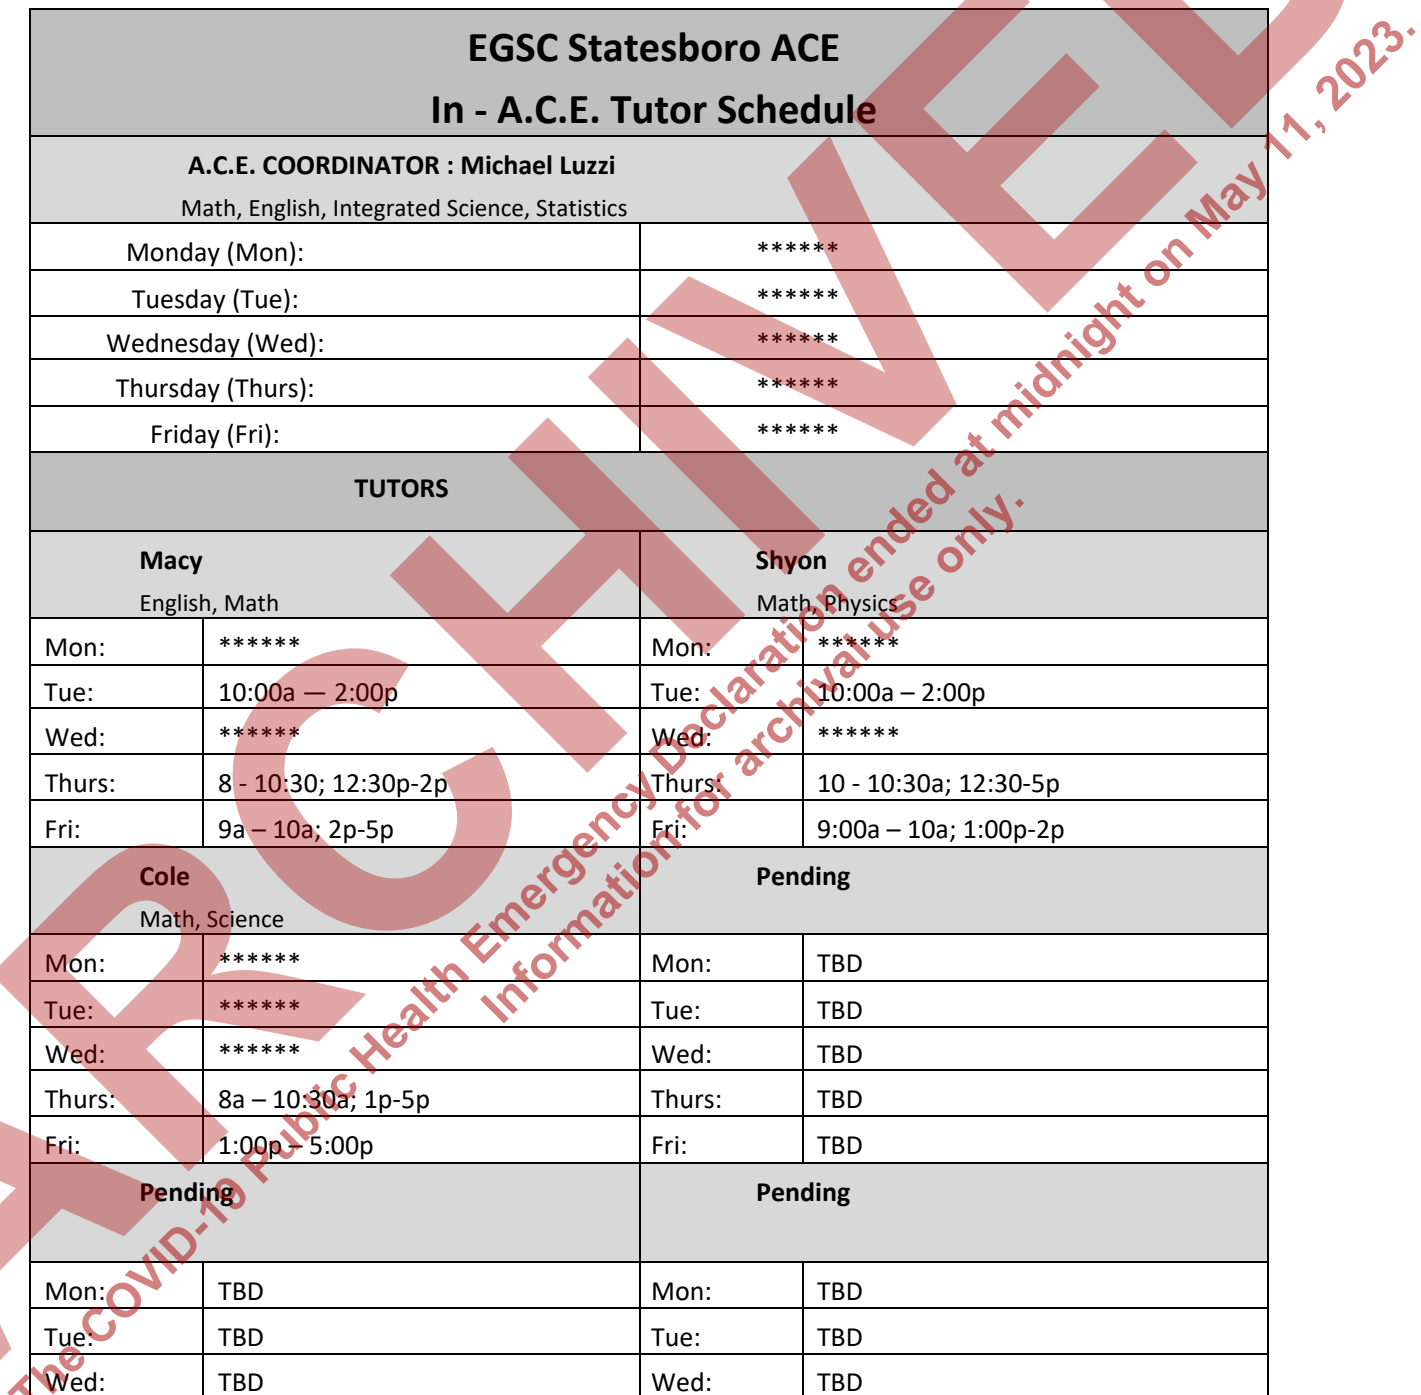 EGSC Statesboro ACE
In - A.C.E. Tutor Schedule
A.C.E. COORDINATOR : Michael Luzzi
Math, English, Integrated Science, Statistics
Monday (Mon): ******
Tuesday (Tue): ******
Wednesday (Wed): ******
Thursday (Thurs): ******
Friday (Fri): ******
TUTORS
Macy Shyon
English, Math Math, Physics
Mon: ****** Mon: ******
Tue: 10:00a — 2:00p Tue: 10:00a – 2:00p
Wed: ****** Wed: ******
Thurs: 8 - 10:30; 12:30p-2p Thurs: 10 - 10:30a; 12:30-5p
Fri: 9a – 10a; 2p-5p Fri: 9:00a – 10a; 1:00p-2p
Cole Pending
Math, Science
Mon: ****** Mon: TBD
Tue: ****** Tue: TBD
Wed: ****** Wed: TBD
Thurs: 8a – 10:30a; 1p-5p Thurs: TBD
Fri: 1:00p – 5:00p Fri: TBD
Pending Pending
Mon: TBD Mon: TBD
Tue: TBD Tue: TBD
Wed: TBD Wed: TBD
ARCHIVED
The COVID-19 Public Health Emergency Declaration ended at midnight on May 11, 2023.
Information for archival use only.